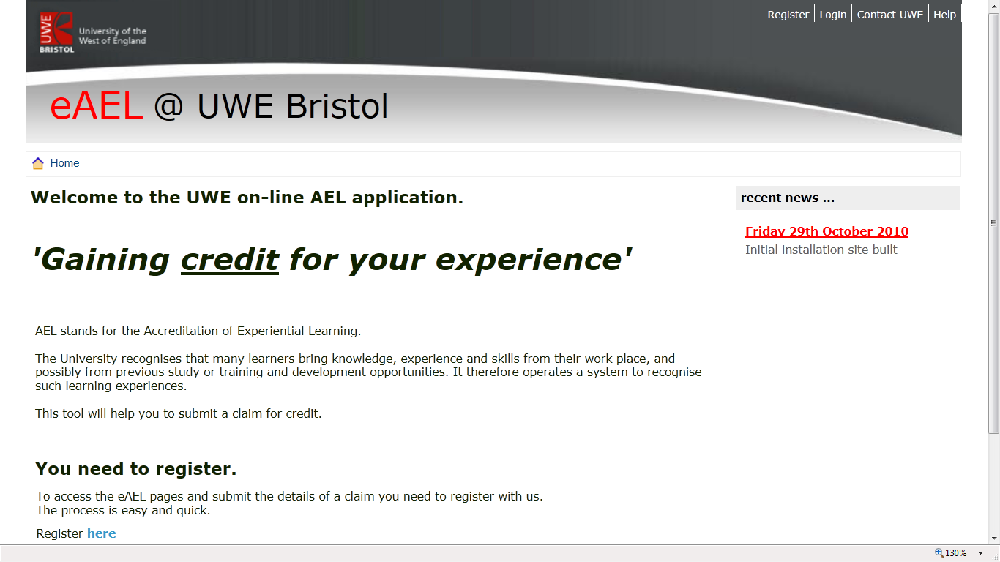 UWE
BRISTOL
University of the
West of England
Register Login Contact UWE Help
eAEL @ UWE Bristol
Home
Welcome to the UWE on-line AEL application.
'Gaining credit for your experience'
AEL stands for the Accreditation of Experiential Learning.
The University recognises that many learners bring knowledge, experience and skills from their work place, and
possibly from previous study or training and development opportunities. It therefore operates a system to recognise
such learning experiences.
This tool will help you to submit a claim for credit.
You need to register.
To access the eAEL pages and submit the details of a claim you need to register with us.
The process is easy and quick.
Register here
recent news ...
Friday 29th October 2010
Initial installation site built
130%